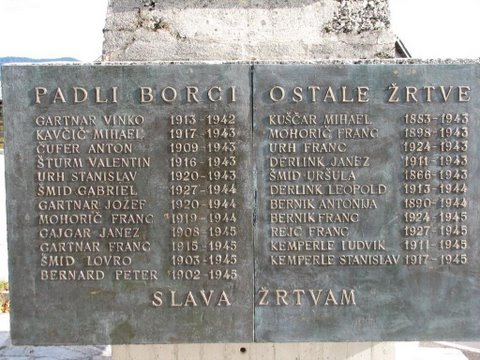 PADLI BORCI
GARTNAR VINKO 1913-1942
KAVČIČ MIHAEL 1917-1943
ČUFER ANTON 1909-1943
ŠTURM VALENTIN 1916-1943
URH STANISLAV 1920-1943
ŠMID GABRIEL 1927-1944
GARTNAR JOŽEF 1920-1944
MOHORIČ FRANC 1919-1944
GAJGAR JANEZ 1908-1945
GARTNAR FRANC 1915-1945
ŠMID LOVRO 1903-1945
BERNARD PETER 1902-1945
OSTALE ŽRTVE
KUŠČAR MIHAEL 1883-1943
MOHORIČ FRANC 1898-1943
URH FRANC 1924-1943
DERLINK JANEZ 1911-1943
ŠMID URŠULA 1866-1943
DERLINK LEOPOLD 1913-1944
BERNIK ANTONIJA 1890-1944
BERNIK FRANC 1924-1945
REJC FRANC 1927-1945
KEMPERLE LUDVIK 1911-1945
KEMPERLE STANISLAV 1917-1945
SLAVA ŽRTVAM